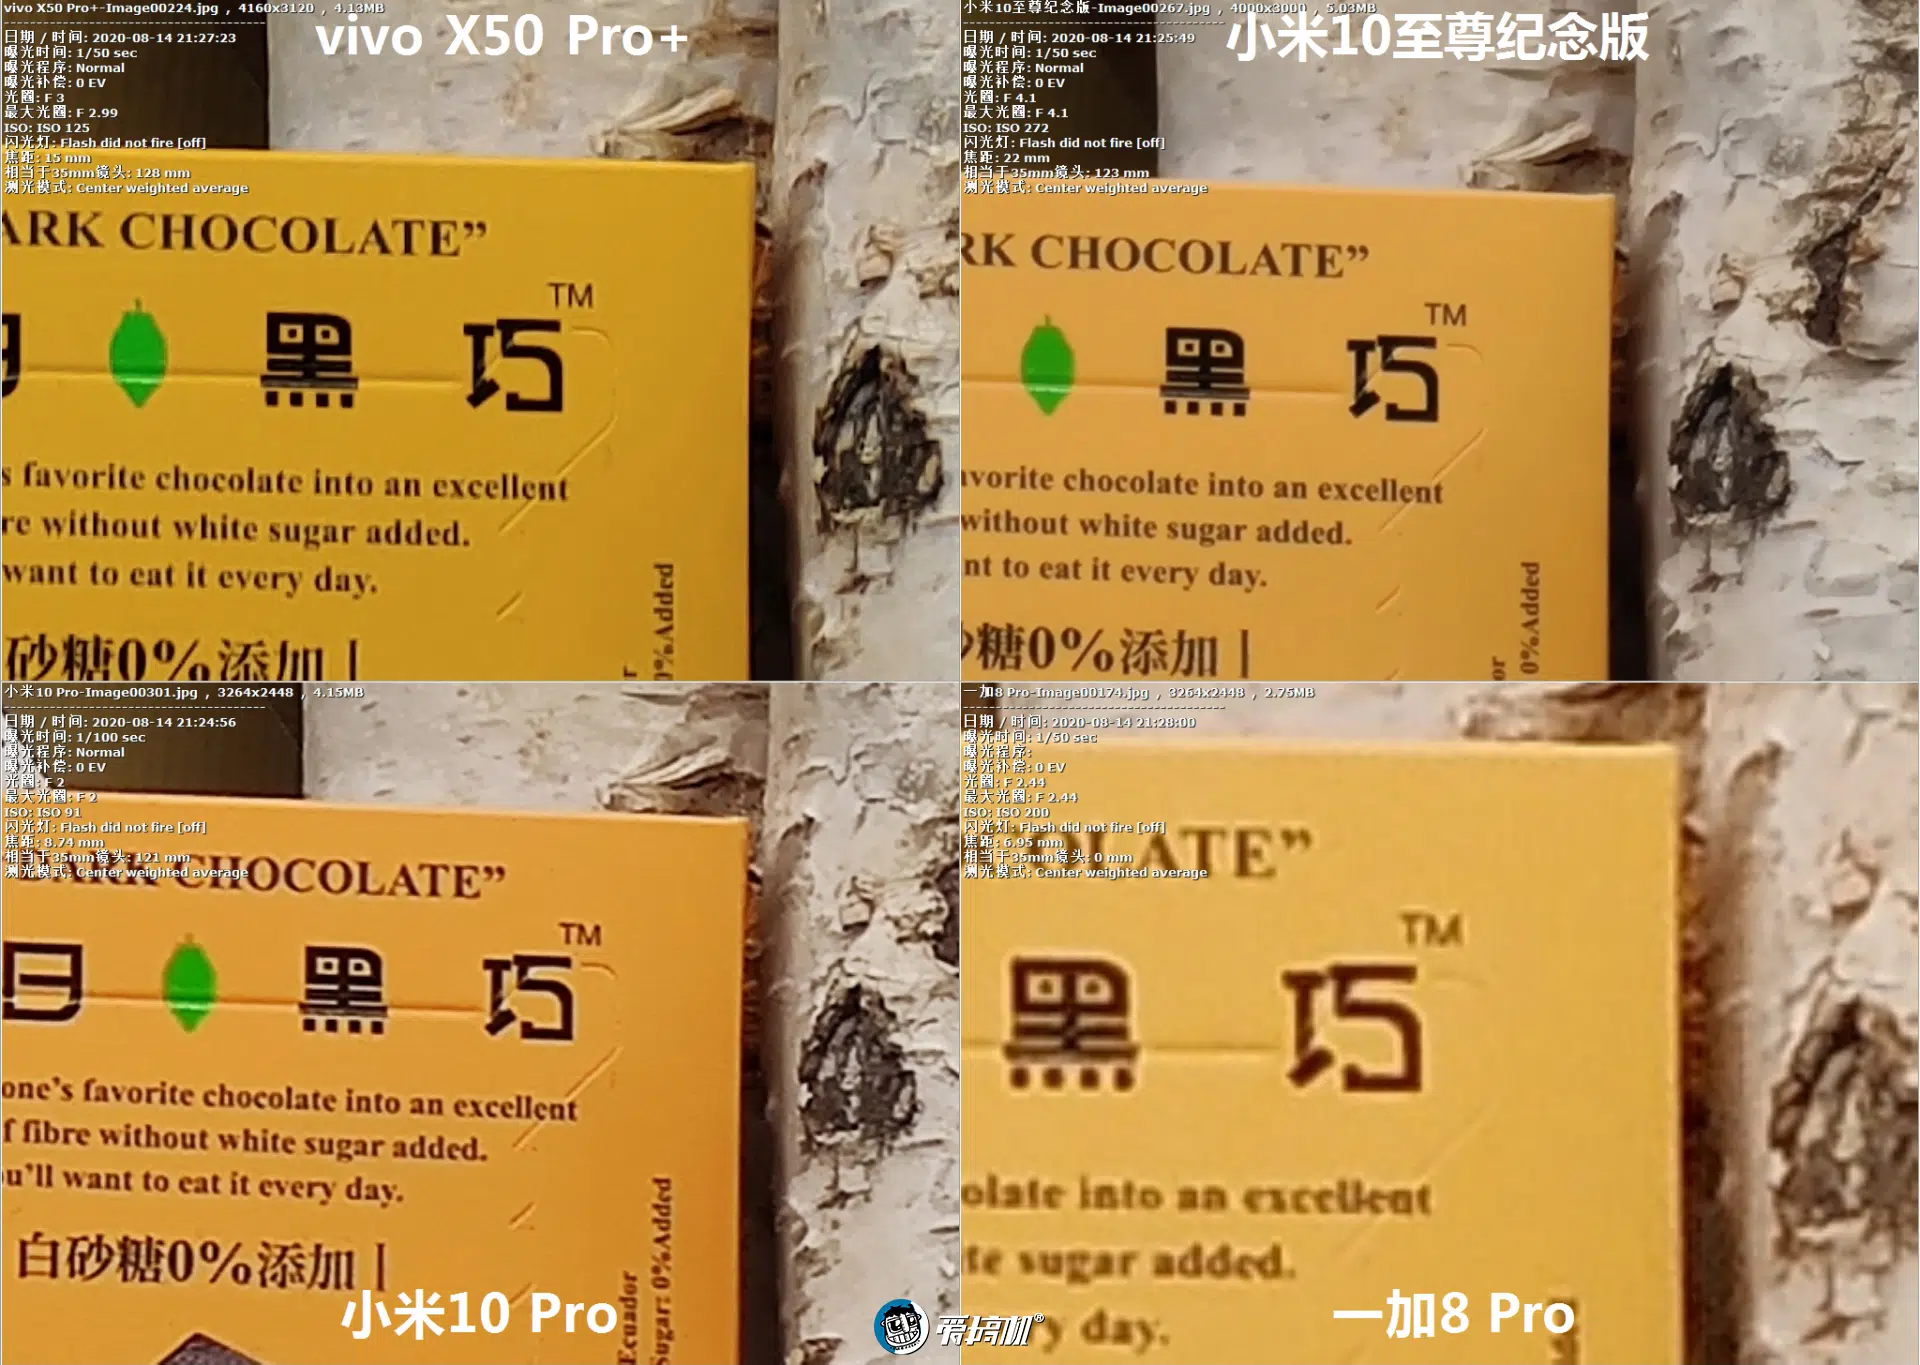 vivo X50 Pro+-Image00224.jpg , 4160x3120 , 4.13MB
日期 / 时间: 2020-08-14 21:27:23
曝光时间: 1/50 sec
曝光程序: Normal
曝光补偿: 0 EV
光圈: F 3
最大光圈: F 2.99
ISO: ISO 125
闪光灯: Flash did not fire [off]
焦距: 15 mm
相当于35mm镜头: 128 mm
测光模式: Center weighted average
vivo X50 Pro+
ARK CHOCOLATE”
黑 巧 TM
s favorite chocolate into an excellent
re without white sugar added.
want to eat it every day.
砂糖0%添加 |
0%Added
小米10至尊纪念版-Image00267.jpg , 4000x3000 , 5.03MB
日期 / 时间: 2020-08-14 21:25:49
曝光时间: 1/50 sec
曝光程序: Normal
曝光补偿: 0 EV
光圈: F 4.1
最大光圈: F 4.1
ISO: ISO 272
闪光灯: Flash did not fire [off]
焦距: 22 mm
相当于35mm镜头: 123 mm
测光模式: Center weighted average
小米10至尊纪念版
RK CHOCOLATE”
黑 巧 TM
avorite chocolate into an excellent
without white sugar added.
nt to eat it every day.
糖0%添加 |
or
0%Added
小米10 Pro-Image00301.jpg , 3264x2448 , 4.15MB
日期 / 时间: 2020-08-14 21:24:56
曝光时间: 1/100 sec
曝光程序: Normal
曝光补偿: 0 EV
光圈: F 2
最大光圈: F 2
ISO: ISO 91
闪光灯: Flash did not fire [off]
焦距: 8.74 mm
相当于35mm镜头: 121 mm
测光模式: Center weighted average
DARK CHOCOLATE”
日 黑 巧 TM
one’s favorite chocolate into an excellent
f fibre without white sugar added.
u’ll want to eat it every day.
白砂糖0%添加 |
Ecuador
Sugar: 0%Added
小米10 Pro
一加8 Pro-Image00174.jpg , 3264x2448 , 2.75MB
日期 / 时间: 2020-08-14 21:28:00
曝光时间: 1/50 sec
曝光程序:
曝光补偿: 0 EV
光圈: F 2.44
最大光圈: F 2.44
ISO: ISO 200
闪光灯: Flash did not fire [off]
焦距: 6.95 mm
相当于35mm镜头: 0 mm
测光模式: Center weighted average
LATE”
黑 巧 TM
olate into an excellent
te sugar added.
y day.
一加8 Pro
爱搞机®